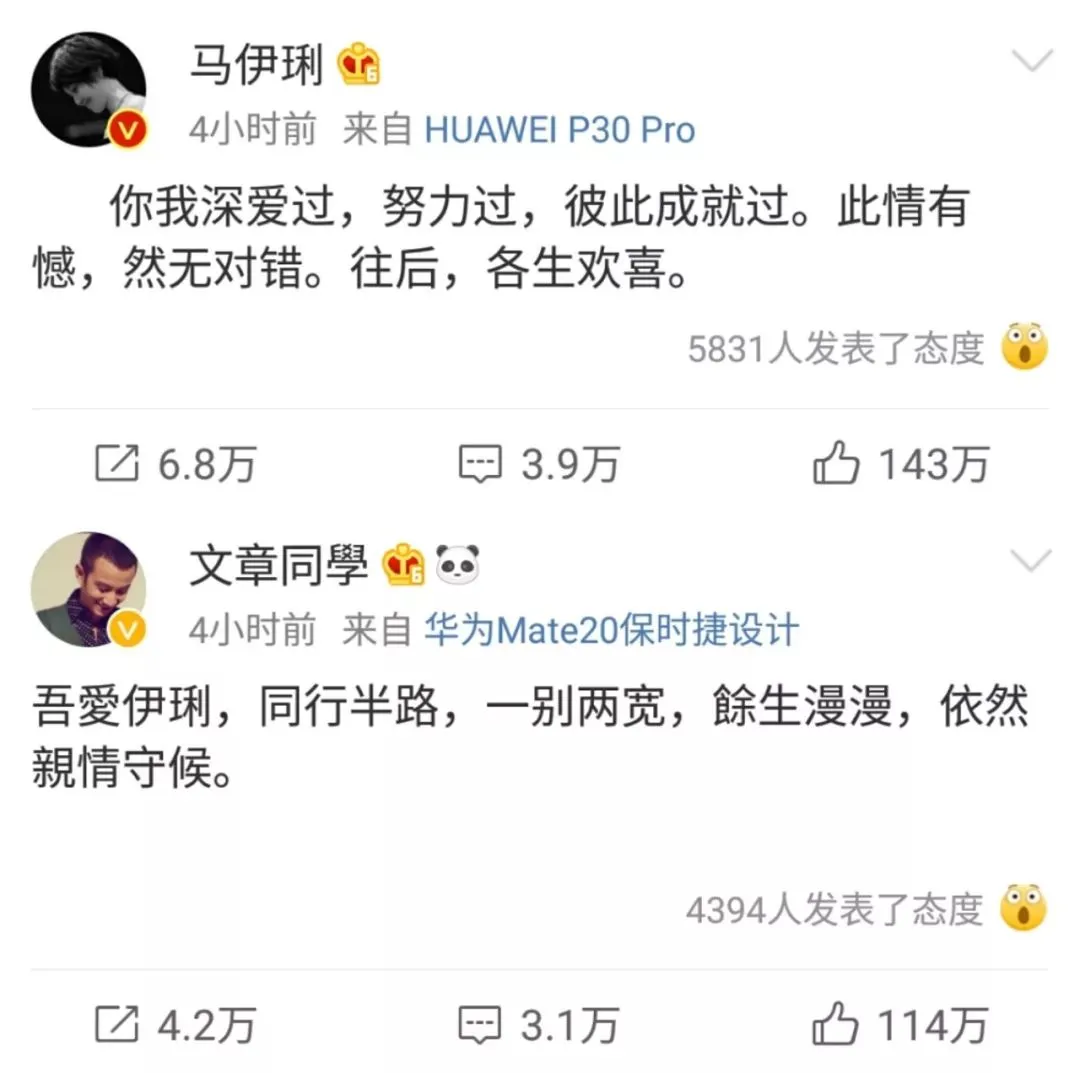 马伊琍
4小时前 来自 HUAWEI P30 Pro
你我深爱过，努力过，彼此成就过。此情有
憾，然无对错。往后，各生欢喜。
5831人发表了态度
6.8万 3.9万 143万
文章同學
4小时前 来自 华为Mate20保时捷设计
吾愛伊琍，同行半路，一别两宽，餘生漫漫，依然
親情守候。
4394人发表了态度
4.2万 3.1万 114万